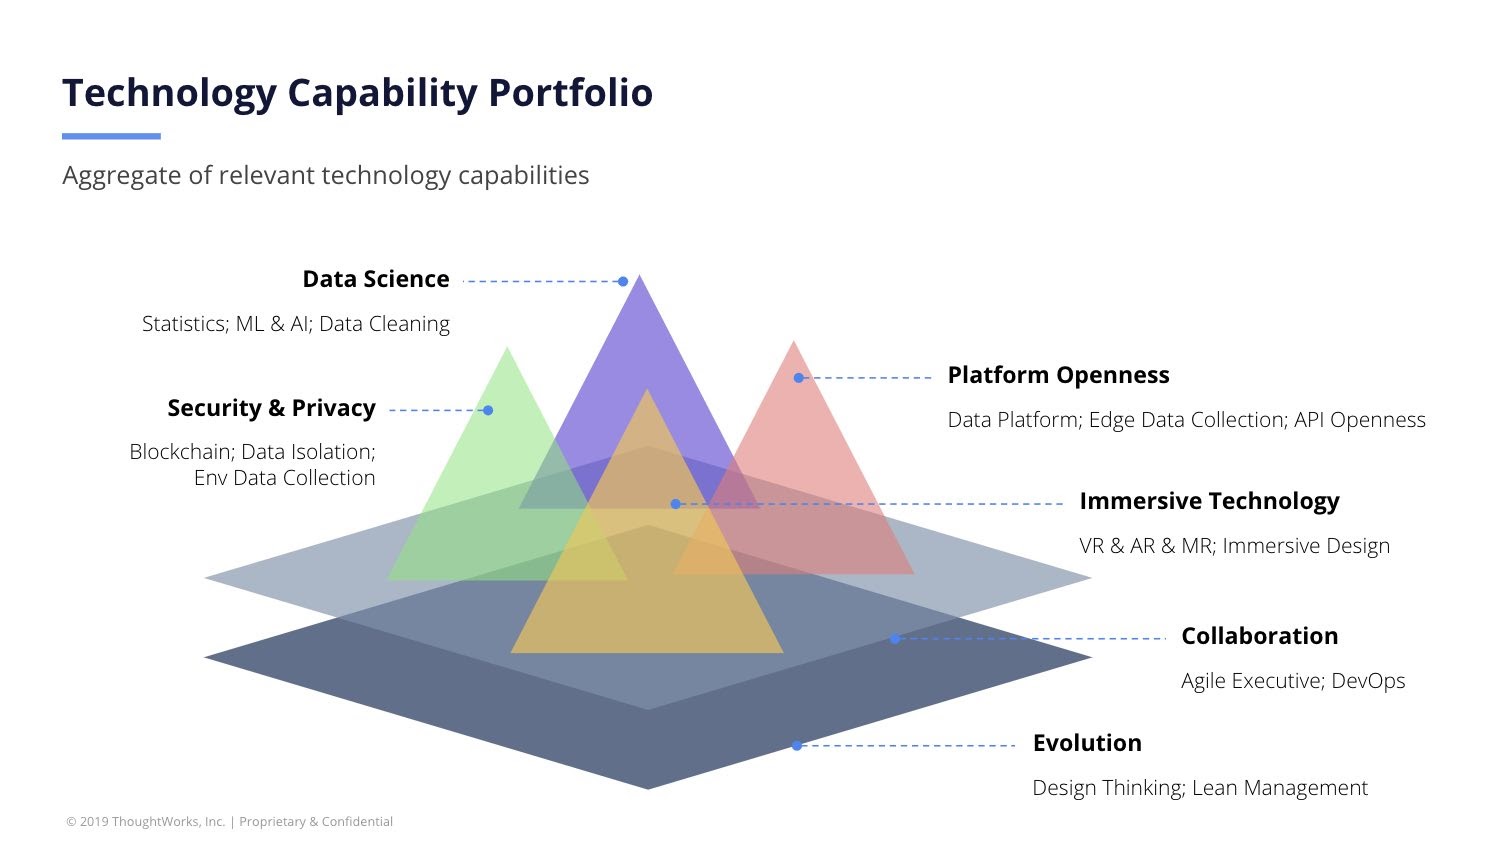 Technology Capability Portfolio
Aggregate of relevant technology capabilities
Data Science
Statistics; ML & AI; Data Cleaning
Security & Privacy
Blockchain; Data Isolation;
Env Data Collection
Platform Openness
Data Platform; Edge Data Collection; API Openness
Immersive Technology
VR & AR & MR; Immersive Design
Collaboration
Agile Executive; DevOps
Evolution
Design Thinking; Lean Management
© 2019 ThoughtWorks, Inc. | Proprietary & Confidential